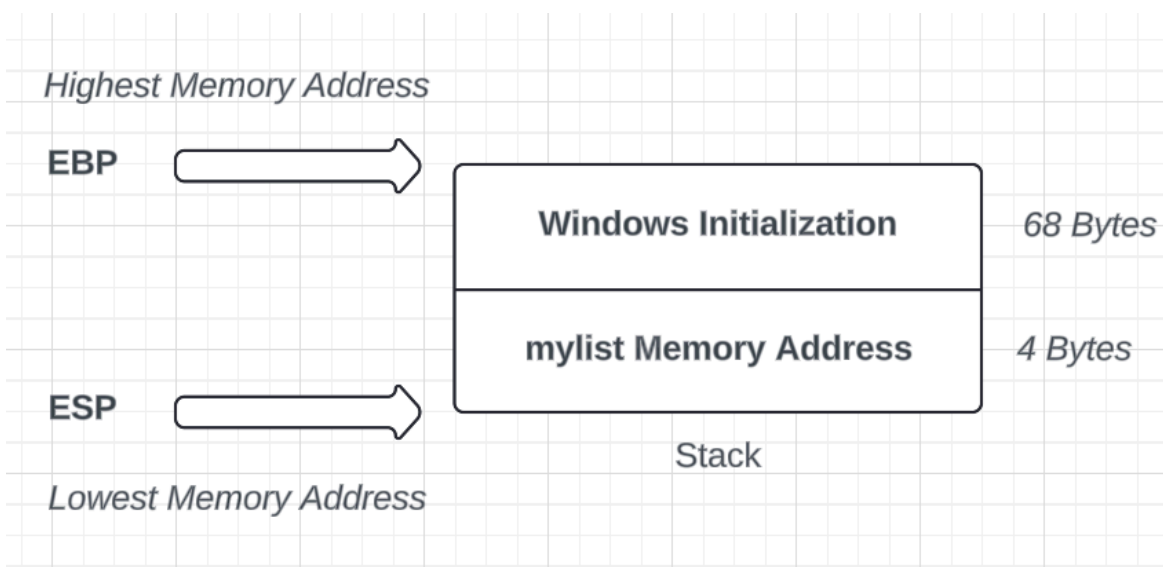 Highest Memory Address
EBP
Windows Initialization
68 Bytes
mylist Memory Address
4 Bytes
ESP
Stack
Lowest Memory Address